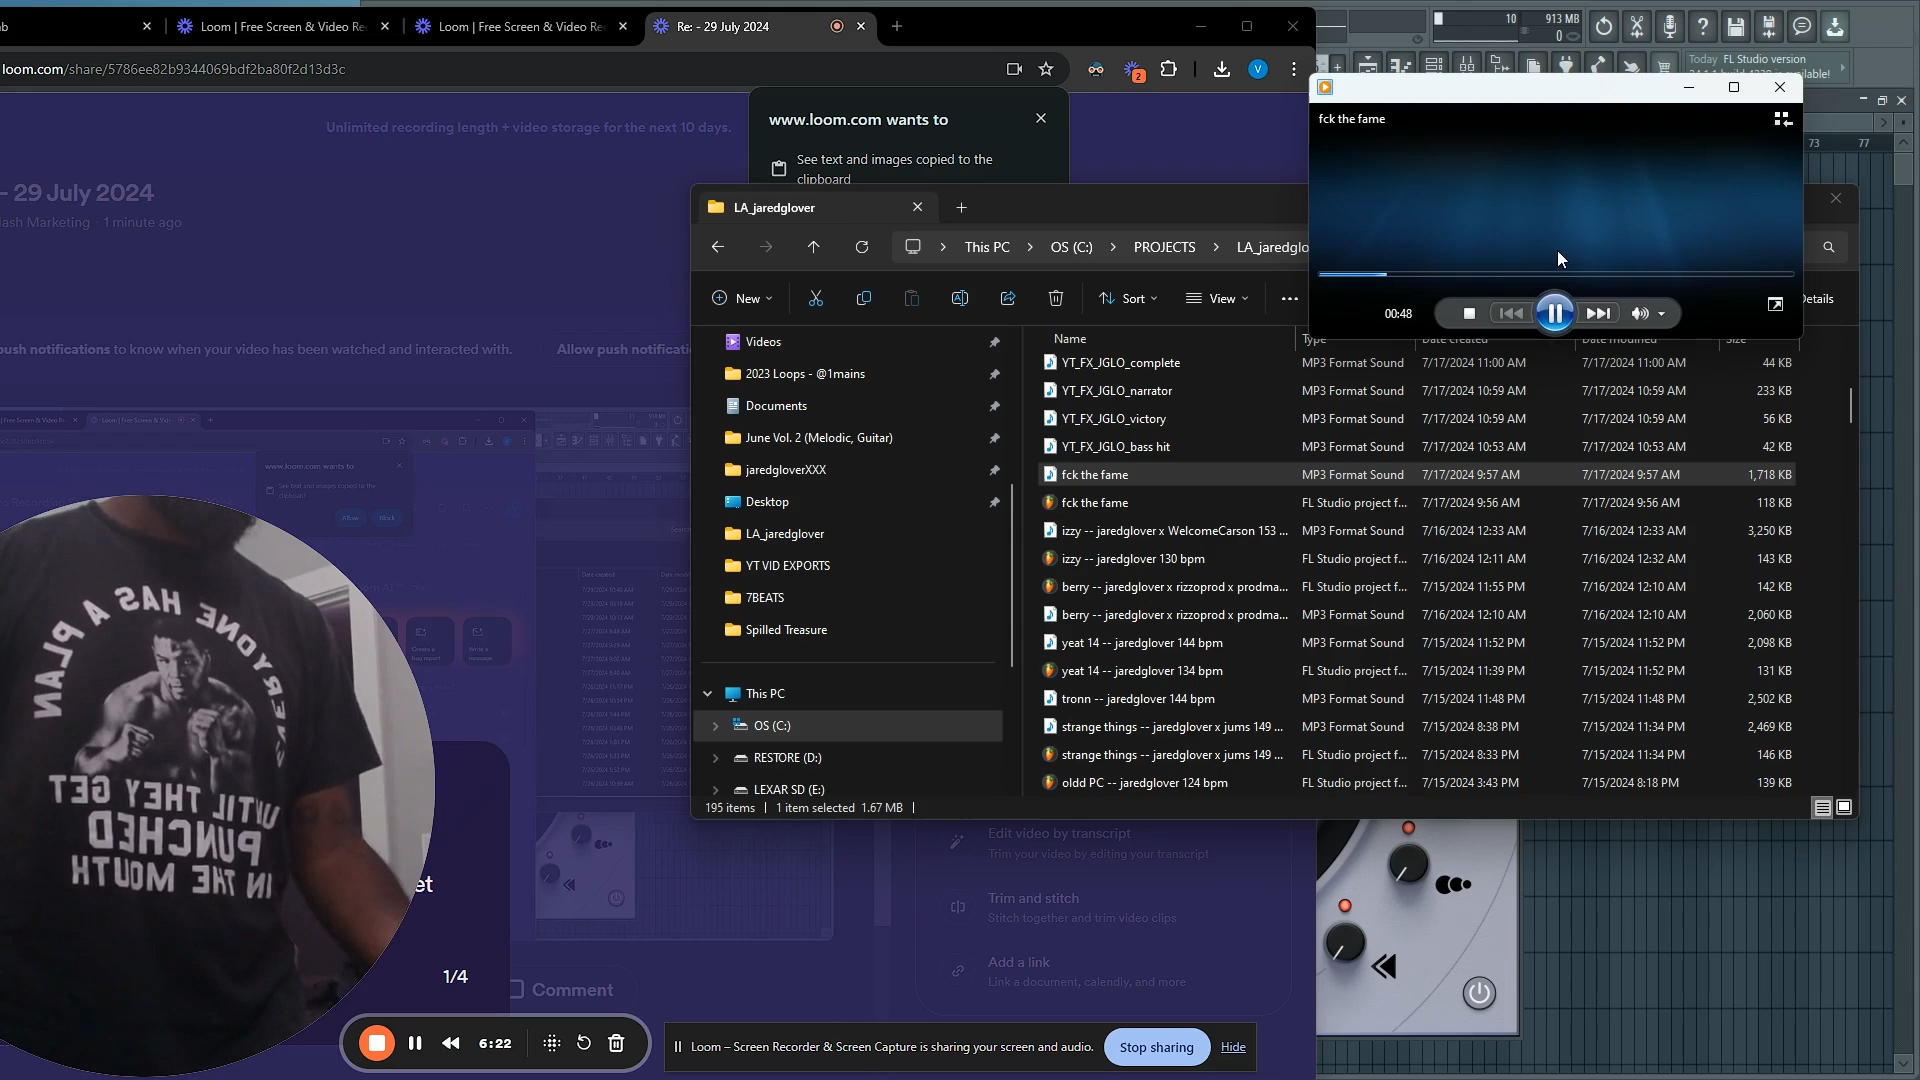 Loom | Free Screen & Video Re
Loom | Free Screen & Video Re
Re: - 29 July 2024
loom.com/share/5786ee82b9344069bdf2ba80f2d13d3c
2
V
10
913 MB
0
Today FL Studio version
73 77
Unlimited recording length + video storage for the next 10 days.
- 29 July 2024
ash Marketing · 1 minute ago
push notifications to know when your video has been watched and interacted with.
Allow push notificati
www.loom.com wants to
See text and images copied to the
clipboard
fck the fame
00:48
LA_jaredglover
This PC
OS (C:)
PROJECTS
LA_jaredglo
New
Sort
View
Details
Videos
2023 Loops - @1mains
Documents
June Vol. 2 (Melodic, Guitar)
jaredgloverXXX
Desktop
LA_jaredglover
YT VID EXPORTS
7BEATS
Spilled Treasure
This PC
OS (C:)
RESTORE (D:)
LEXAR SD (E:)
Name Type Date created Date modified Size
YT_FX_JGLO_complete MP3 Format Sound 7/17/2024 11:00 AM 7/17/2024 11:00 AM 44 KB
YT_FX_JGLO_narrator MP3 Format Sound 7/17/2024 10:59 AM 7/17/2024 10:59 AM 233 KB
YT_FX_JGLO_victory MP3 Format Sound 7/17/2024 10:59 AM 7/17/2024 10:59 AM 56 KB
YT_FX_JGLO_bass hit MP3 Format Sound 7/17/2024 10:53 AM 7/17/2024 10:53 AM 42 KB
fck the fame MP3 Format Sound 7/17/2024 9:57 AM 7/17/2024 9:57 AM 1,718 KB
fck the fame FL Studio project f... 7/17/2024 9:56 AM 7/17/2024 9:56 AM 118 KB
izzy -- jaredglover x WelcomeCarson 153 ... MP3 Format Sound 7/16/2024 12:33 AM 7/16/2024 12:33 AM 3,250 KB
izzy -- jaredglover 130 bpm FL Studio project f... 7/16/2024 12:11 AM 7/16/2024 12:32 AM 143 KB
berry -- jaredglover x rizzoprod x prodma... FL Studio project f... 7/15/2024 11:55 PM 7/16/2024 12:10 AM 142 KB
berry -- jaredglover x rizzoprod x prodma... MP3 Format Sound 7/16/2024 12:10 AM 7/16/2024 12:10 AM 2,060 KB
yeat 14 -- jaredglover 144 bpm MP3 Format Sound 7/15/2024 11:52 PM 7/15/2024 11:52 PM 2,098 KB
yeat 14 -- jaredglover 134 bpm FL Studio project f... 7/15/2024 11:39 PM 7/15/2024 11:52 PM 131 KB
tronn -- jaredglover 144 bpm MP3 Format Sound 7/15/2024 11:48 PM 7/15/2024 11:48 PM 2,502 KB
strange things -- jaredglover x jums 149 ... MP3 Format Sound 7/15/2024 8:38 PM 7/15/2024 11:34 PM 2,469 KB
strange things -- jaredglover x jums 149 ... FL Studio project f... 7/15/2024 8:33 PM 7/15/2024 11:34 PM 146 KB
oldd PC -- jaredglover 124 bpm FL Studio project f... 7/15/2024 3:43 PM 7/15/2024 8:18 PM 139 KB
195 items
1 item selected 1.67 MB
EVERYONE HAS A PLAN
UNTIL THEY GET
PUNCHED
IN THE MOUTH
et
1/4
Comment
Edit video by transcript
Trim your video by editing your transcript
Trim and stitch
Stitch together and trim video clips
Add a link
Link a document, calendly, and more
6:22
Loom – Screen Recorder & Screen Capture is sharing your screen and audio.
Stop sharing
Hide